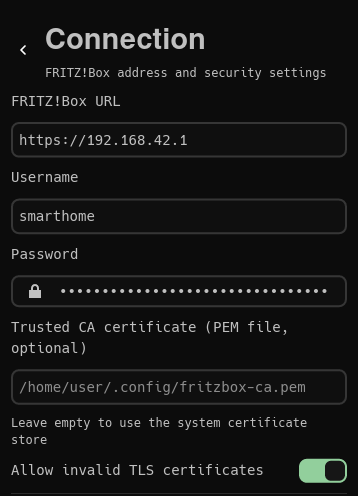 Connection
FRITZ!Box address and security settings
FRITZ!Box URL
https://192.168.42.1
Username
smarthome
Password
••••••••••••••••••••••••••••••••
Trusted CA certificate (PEM file,
optional)
/home/user/.config/fritzbox-ca.pem
Leave empty to use the system certificate
store
Allow invalid TLS certificates